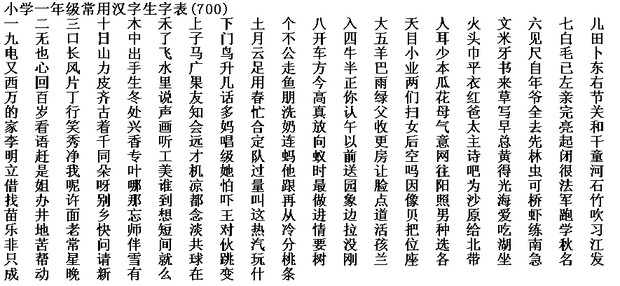 小学一年级常用汉字生字表(700)
一 二 三 十 木 禾 上 下 土 个 八 入 大 天 人 火 文 六 七 儿
九 无 口 日 中 了 子 门 月 不 开 四 五 目 耳 头 米 见 白 田
电 也 长 山 出 飞 马 鸟 云 公 车 牛 羊 小 少 巾 牙 尺 毛 卜
又 心 风 力 手 水 广 升 足 走 方 半 巴 业 本 平 书 自 已 东
西 回 片 皮 生 里 果 几 用 鱼 今 正 雨 两 瓜 衣 来 年 左 右
万 百 丁 齐 冬 说 友 话 春 朋 高 你 绿 们 花 红 草 爷 亲 节
的 岁 行 古 处 声 知 多 忙 洗 真 认 父 扫 母 爸 写 全 完 关
家 看 笑 着 兴 画 会 妈 合 奶 放 午 收 女 气 太 早 去 亮 和
李 语 秀 千 香 听 远 唱 定 连 向 以 更 后 意 主 总 先 起 干
明 赶 净 同 专 工 才 级 队 蚂 蚁 前 房 空 网 诗 黄 林 闭 童
立 是 我 朵 叶 美 机 她 过 他 时 送 让 吗 往 吧 得 虫 很 河
借 姐 呢 呀 哪 谁 凉 怕 量 跟 最 园 脸 因 阳 为 光 可 法 石
找 办 许 别 那 到 都 吓 叫 再 做 象 点 像 照 沙 海 桥 军 竹
苗 井 面 乡 忘 想 念 王 这 从 进 边 道 贝 男 原 爱 虾 跑 吹
乐 地 老 快 师 短 淡 对 热 冷 情 拉 活 把 种 给 吃 练 学 习
非 苦 常 问 伴 间 共 伙 汽 分 要 没 孩 位 选 北 湖 南 秋 江
只 帮 星 请 雪 就 球 跳 玩 桃 树 刚 兰 座 各 带 坐 急 名 发
成 动 晚 新 有 么 在 变 什 条